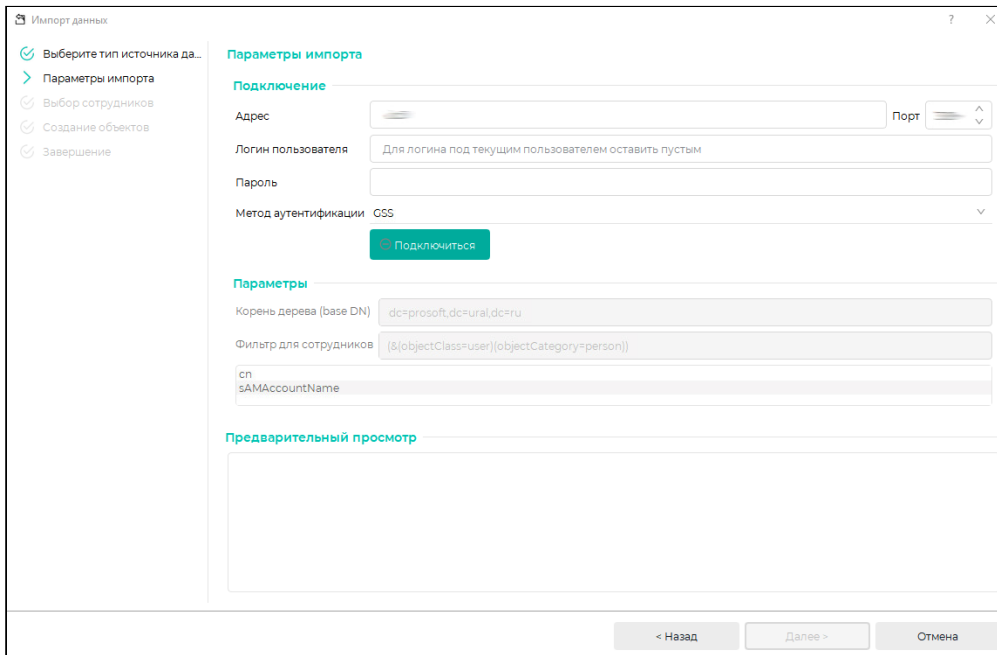 Импорт данных
?
Выберите тип источника да...
Параметры импорта
Выбор сотрудников
Создание объектов
Завершение
Параметры импорта
Подключение
Адрес
Порт
Логин пользователя Для логина под текущим пользователем оставить пустым
Пароль
Метод аутентификации GSS
Подключиться
Параметры
Корень дерева (base DN) dc=prosoft,dc=ural,dc=ru
Фильтр для сотрудников (&(objectClass=user)(objectCategory=person))
cn
sAMAccountName
Предварительный просмотр
< Назад
Далее >
Отмена